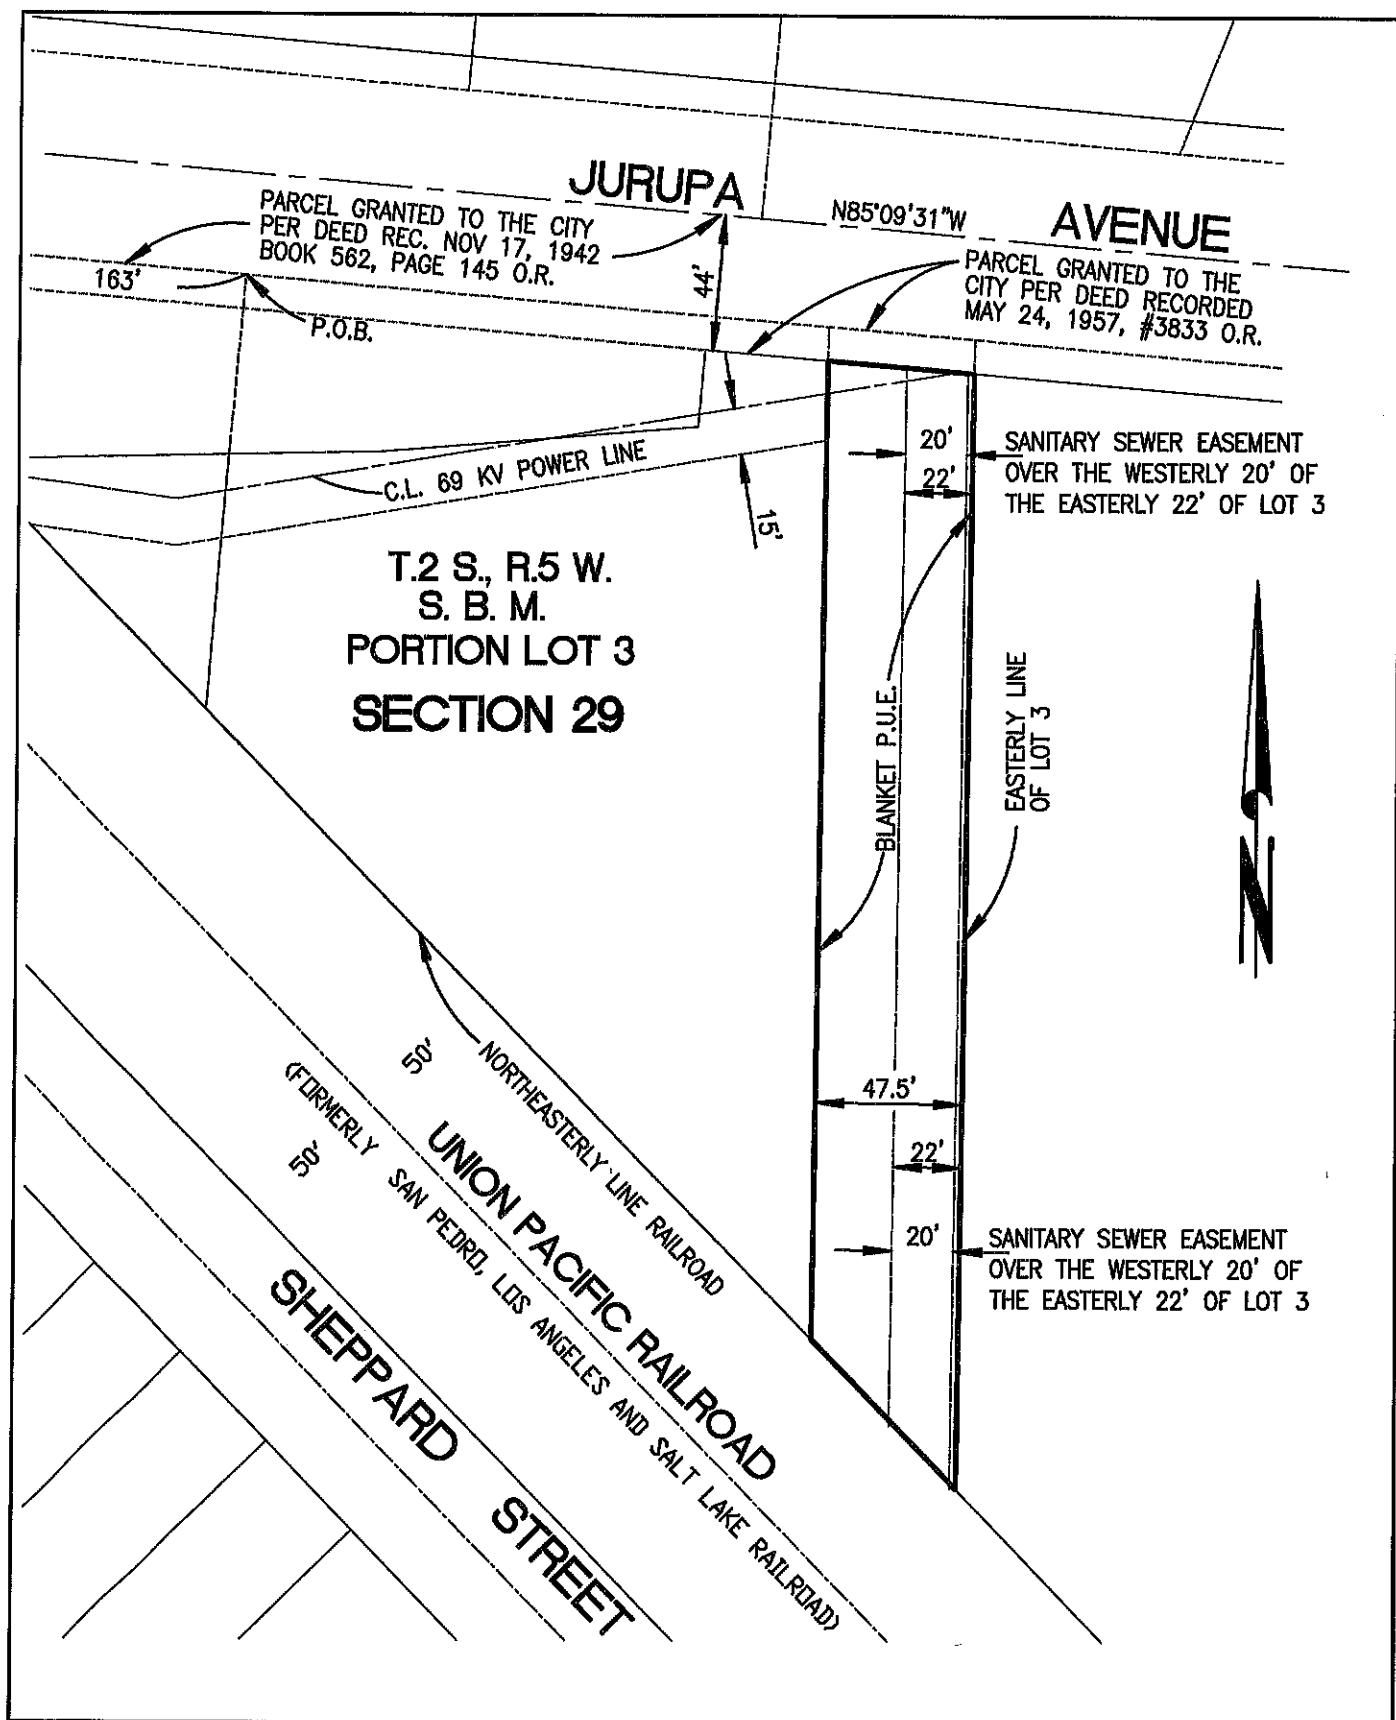 JURUPA
AVENUE
N85°09'31"W
PARCEL GRANTED TO THE CITY
PER DEED REC. NOV 17, 1942
BOOK 562, PAGE 145 O.R.
163'
P.O.B.
44'
PARCEL GRANTED TO THE
CITY PER DEED RECORDED
MAY 24, 1957, #3833 O.R.
C.L. 69 KV POWER LINE
15'
20'
22'
SANITARY SEWER EASEMENT
OVER THE WESTERLY 20' OF
THE EASTERLY 22' OF LOT 3
T.2 S., R.5 W.
S. B. M.
PORTION LOT 3
SECTION 29
BLANKET P.U.E.
EASTERLY LINE
OF LOT 3
N
47.5'
22'
20'
SANITARY SEWER EASEMENT
OVER THE WESTERLY 20' OF
THE EASTERLY 22' OF LOT 3
50'
NORTHEASTERLY LINE RAILROAD
50'
UNION PACIFIC RAILROAD
(FORMERLY SAN PEDRO, LOS ANGELES AND SALT LAKE RAILROAD)
SHEPPARD STREET